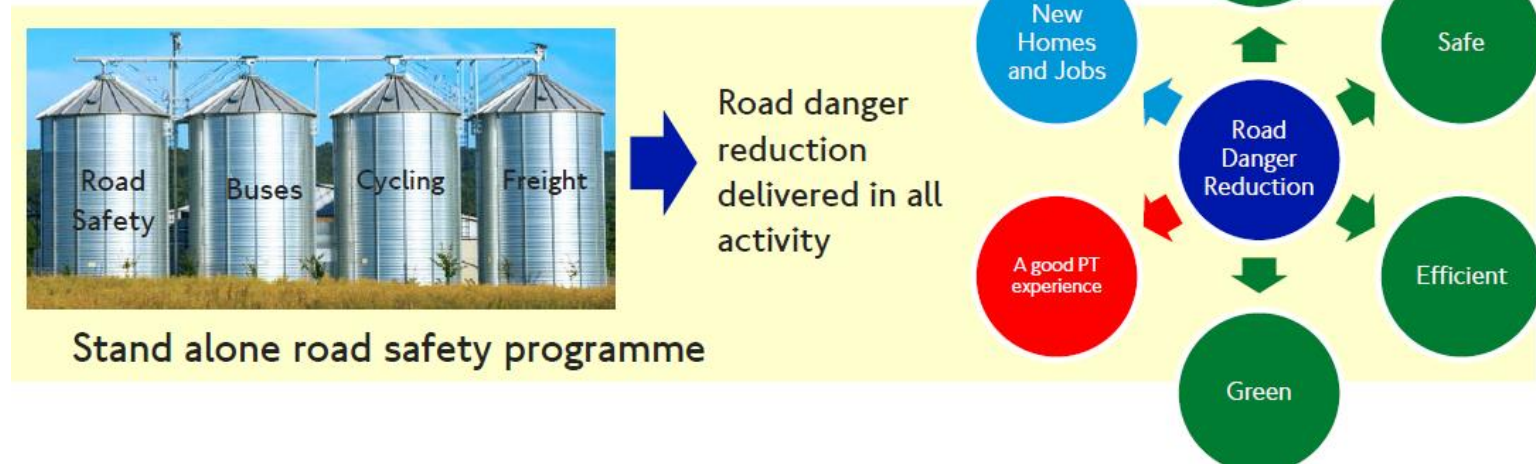 Road
Safety
Buses
Cycling
Freight
Stand alone road safety programme
Road danger
reduction
delivered in all
activity
New
Homes
and Jobs
Safe
Road
Danger
Reduction
A good PT
experience
Efficient
Green